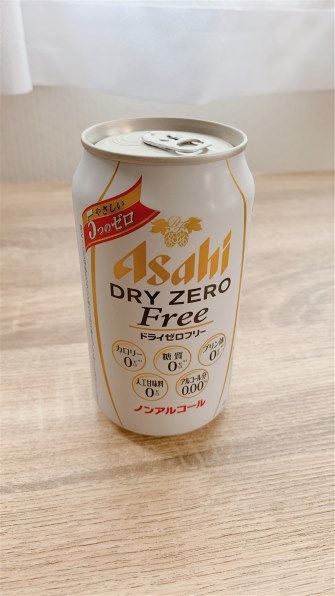 やさしい
5つのゼロ
Asahi
DRY ZERO
Free
ドライゼロフリー
カロリー
0
糖質
0
プリン体
0
人工甘味料
0
アルコール分
0.00
ノンアルコール